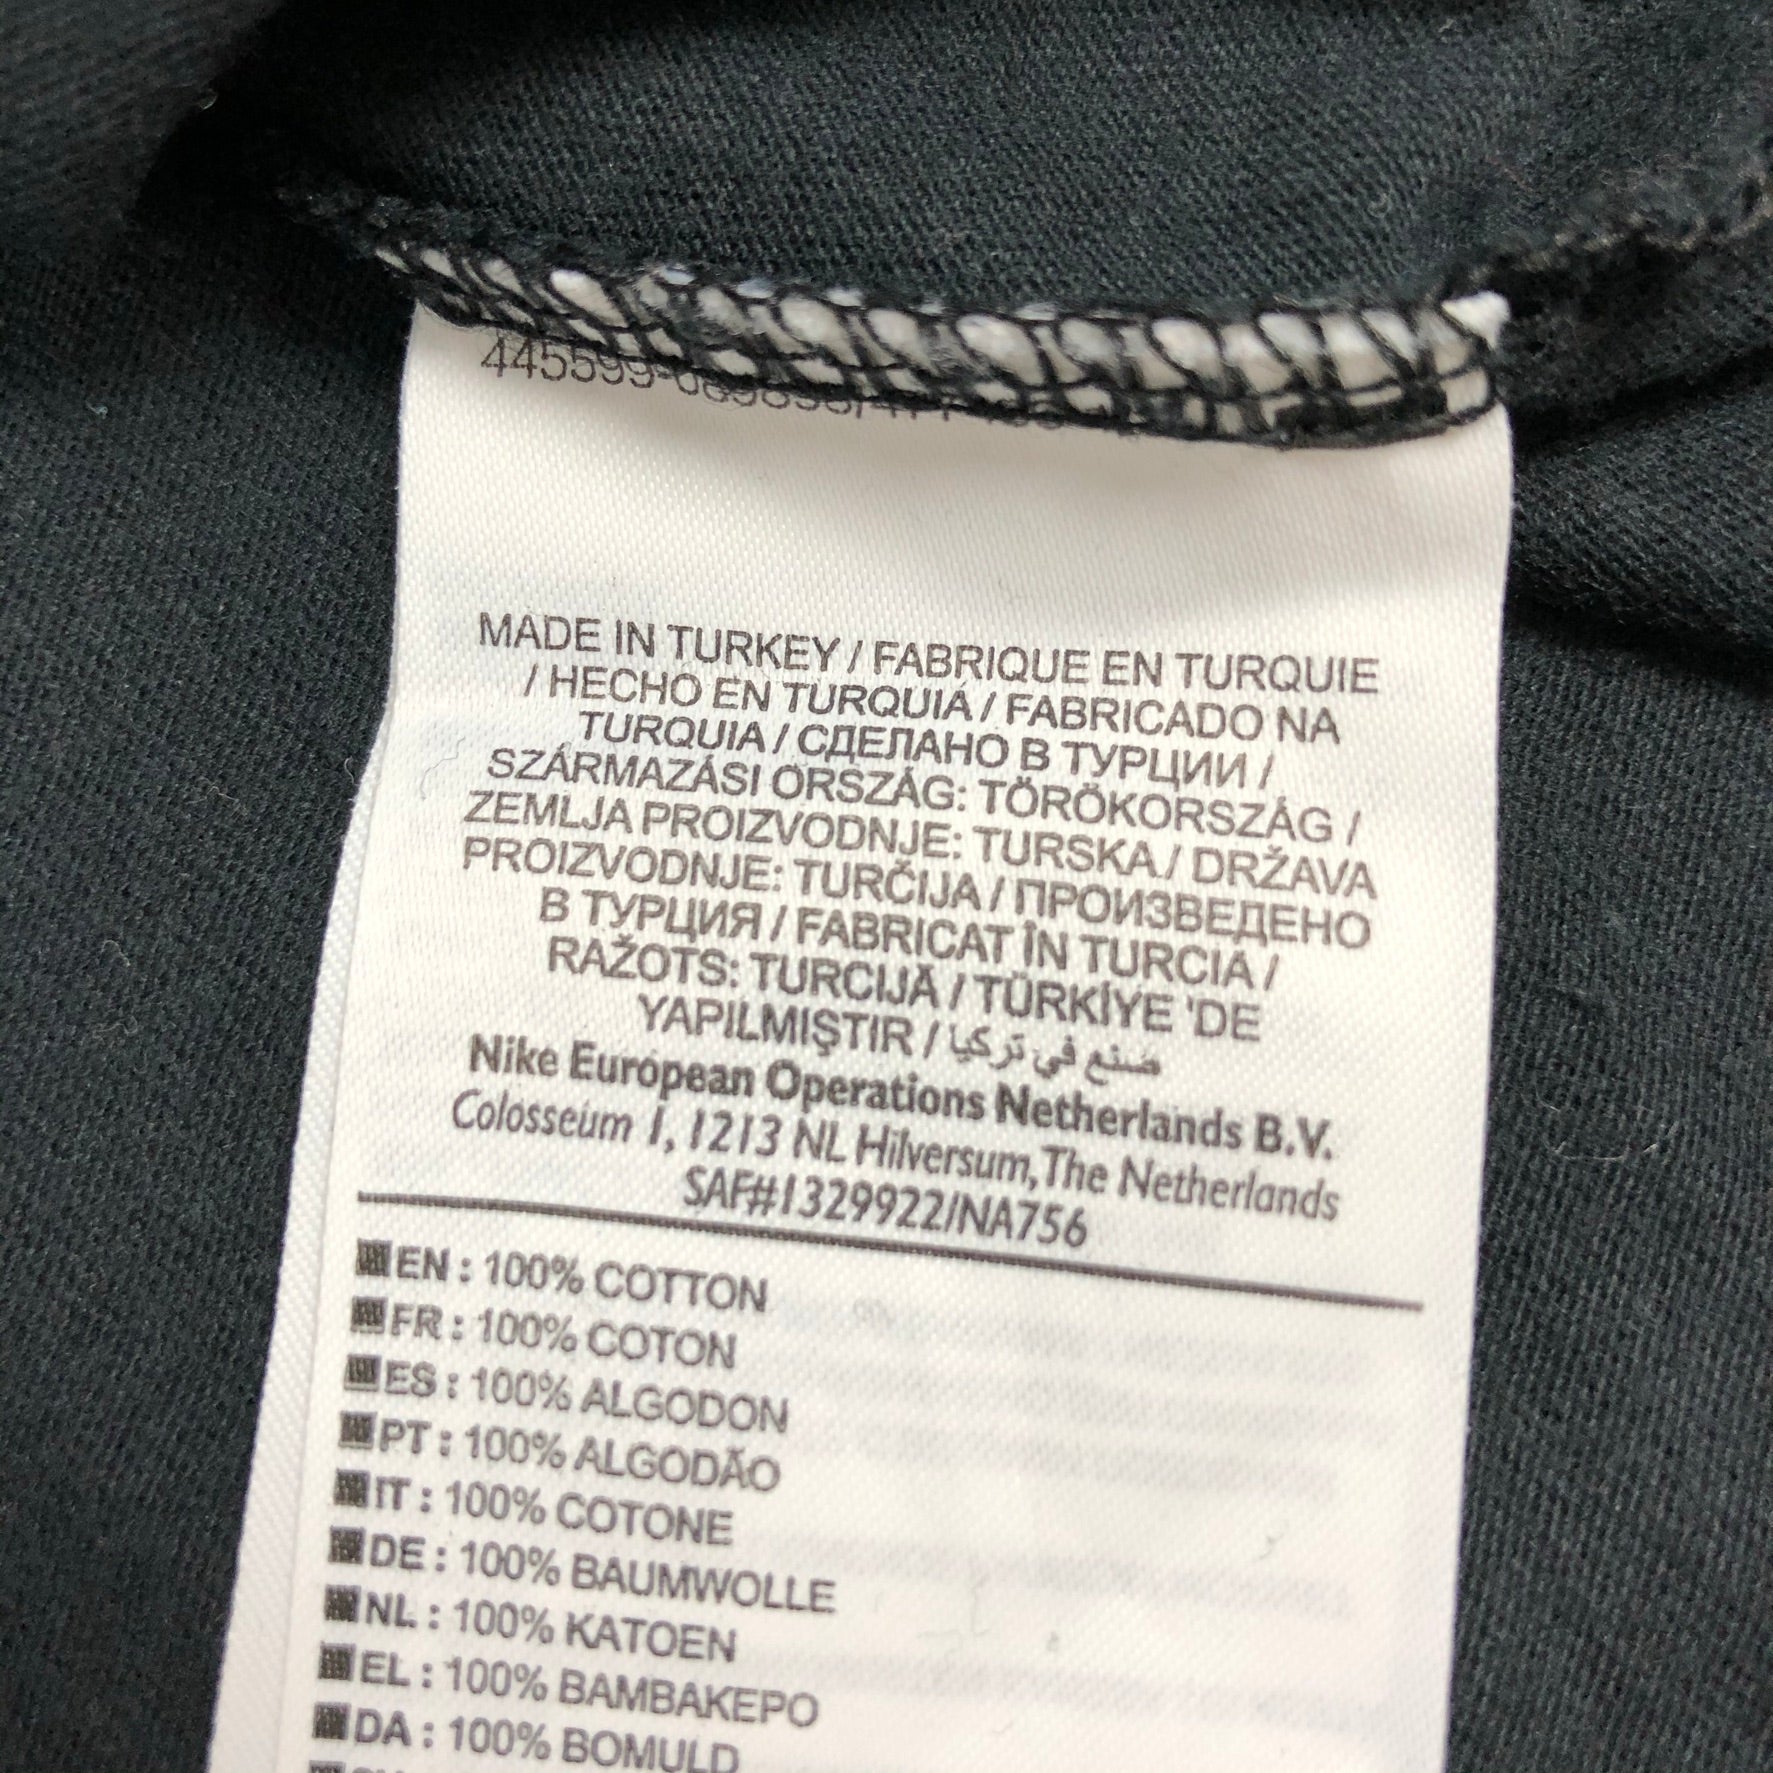 MADE IN TURKEY / FABRIQUE EN TURQUIE
/ HECHO EN TURQUIA / FABRICADO NA
TURQUIA / СДЕЛАНО В ТУРЦИИ /
SZÁRMAZÁSI ORSZÁG: TÖRÖKORSZÁG /
ZEMLJA PROIZVODNJE: TURSKA / DRŽAVA
PROIZVODNJE: TURČIJA / ПРОИЗВЕДЕНО
В ТУРЦИЯ / FABRICAT ÎN TURCIA /
RAŽOTS: TURCIJĀ / TÜRKİYE 'DE
YAPILMIŞTIR / صنع في تركيا
Nike European Operations Netherlands B.V.
Colosseum 1, 1213 NL Hilversum, The Netherlands
SAF#1329922/NA756
EN : 100% COTTON
FR : 100% COTON
ES : 100% ALGODON
PT : 100% ALGODÃO
IT : 100% COTONE
DE : 100% BAUMWOLLE
NL : 100% KATOEN
EL : 100% ΒΑΜΒΑΚΕΡΟ
DA : 100% BOMULD